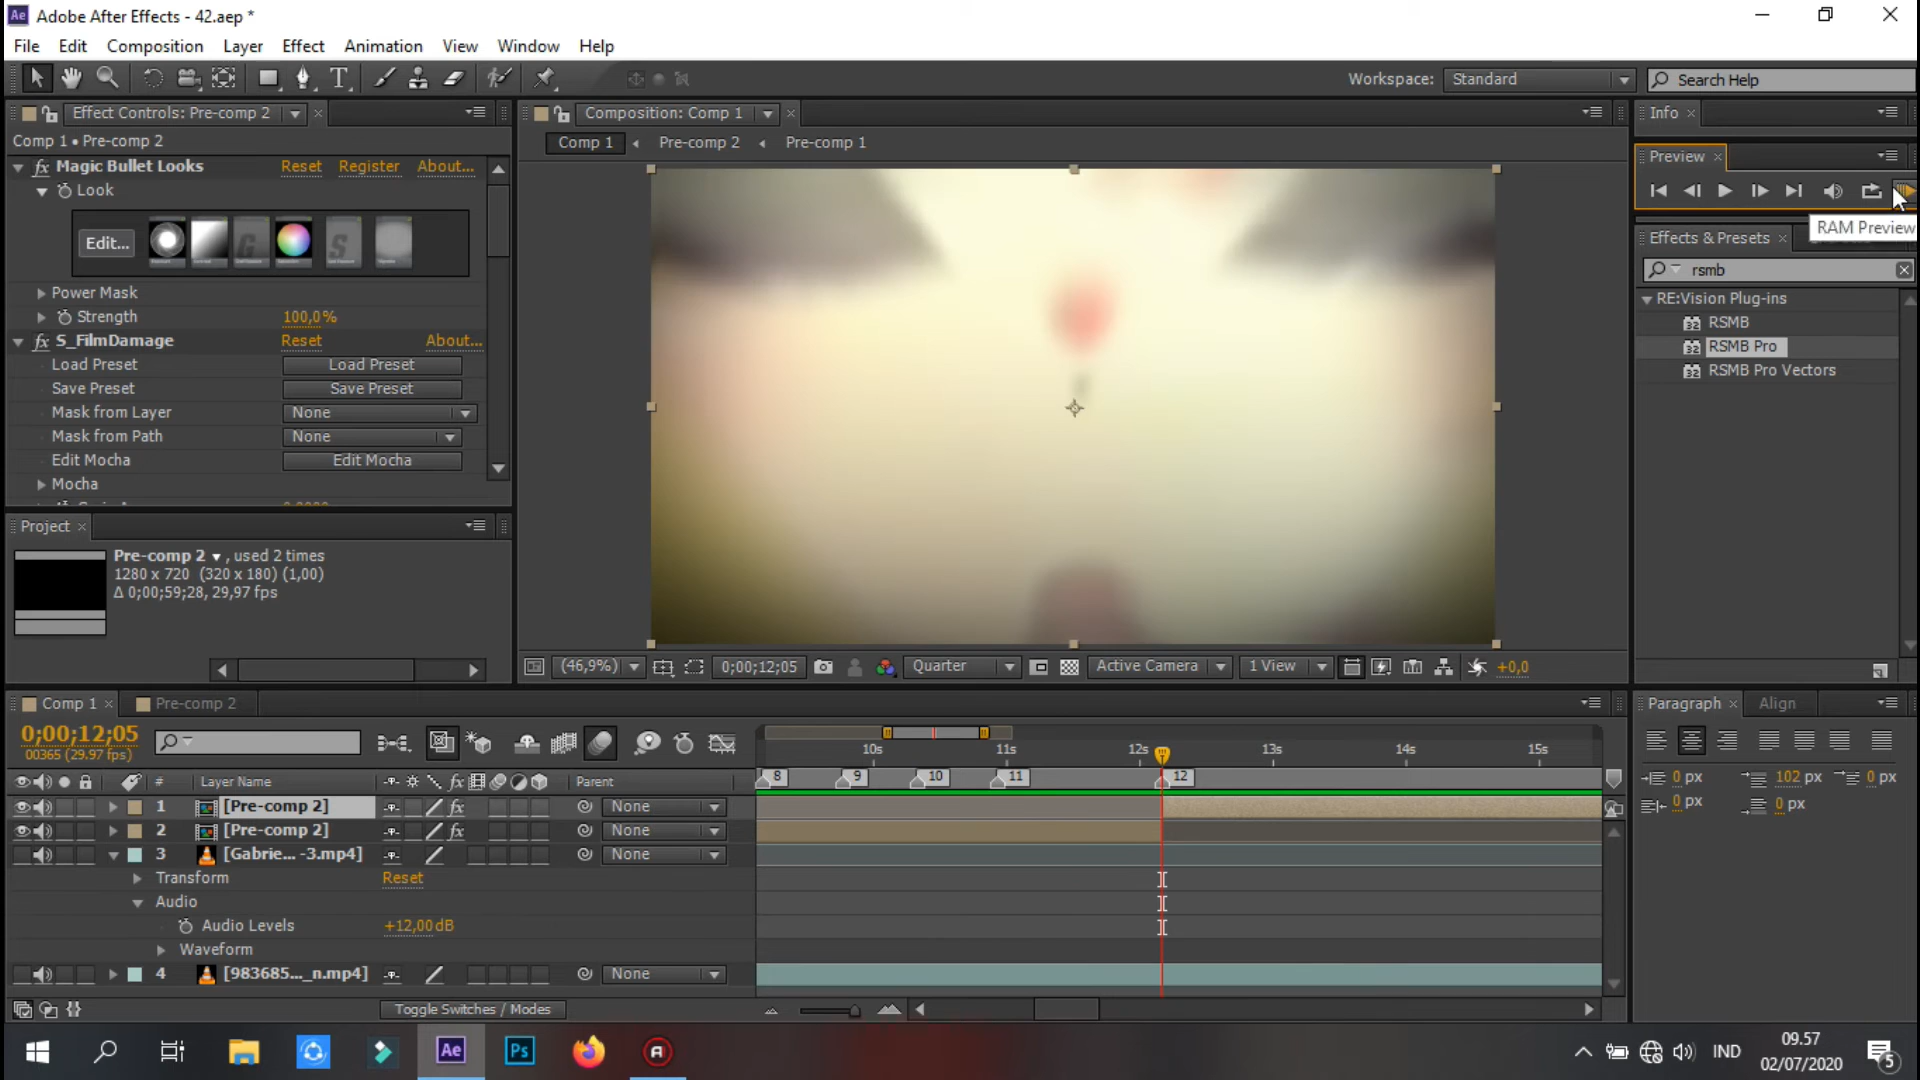 Adobe After Effects - 42.aep *
File Edit Composition Layer Effect Animation View Window Help
Workspace: Standard Search Help
Effect Controls: Pre-comp 2
Comp 1 • Pre-comp 2
Magic Bullet Looks Reset Register About...
Look
Edit...
Power Mask
Strength 100,0%
S_FilmDamage Reset About...
Load Preset Load Preset
Save Preset Save Preset
Mask from Layer None
Mask from Path None
Edit Mocha Edit Mocha
Mocha
Composition: Comp 1
Comp 1 Pre-comp 2 Pre-comp 1
(46,9%) 0;00;12;05 Quarter Active Camera 1 View +0,0
Info
Preview
RAM Preview
Effects & Presets
rsmb
RE:Vision Plug-ins
RSMB
RSMB Pro
RSMB Pro Vectors
Project
Pre-comp 2 , used 2 times
1280 x 720 (320 x 180) (1,00)
Δ 0;00;59;28, 29,97 fps
Comp 1 Pre-comp 2
0;00;12;05
00365 (29.97 fps)
10s 11s 12s 13s 14s 15s
8 9 10 11 12
# Layer Name Parent
1 [Pre-comp 2] None
2 [Pre-comp 2] None
3 [Gabrie... -3.mp4] None
Transform Reset
Audio
Audio Levels +12,00dB
Waveform
4 [983685..._n.mp4] None
Toggle Switches / Modes
Paragraph Align
0 px 102 px 0 px
0 px 0 px
Ae Ps
IND
09.57
02/07/2020
5